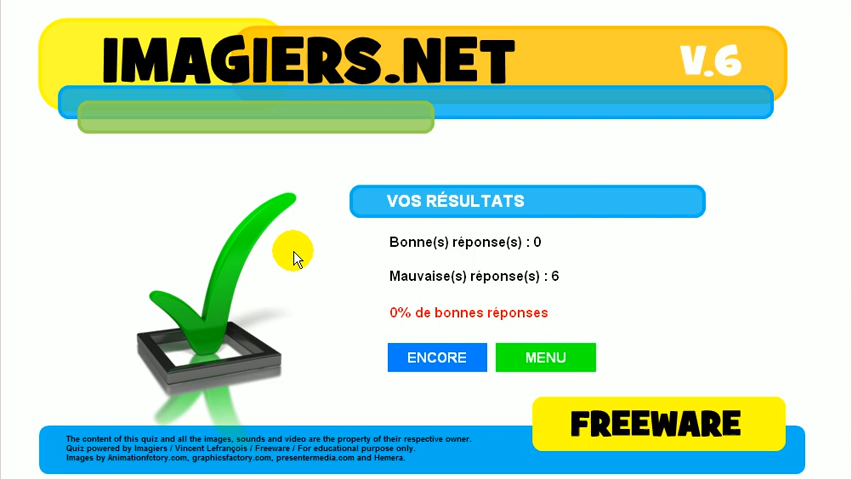 IMAGIERS.NET
V.6
VOS RÉSULTATS
Bonne(s) réponse(s) : 0
Mauvaise(s) réponse(s) : 6
0% de bonnes réponses
ENCORE
MENU
FREEWARE
The content of this quiz and all the images, sounds and video are the property of their respective owner.
Quiz powered by Imagiers / Vincent Lefrançois / Freeware / For educational purpose only.
Images by Animationfctory.com, graphicsfactory.com, presentermedia.com and Hemera.